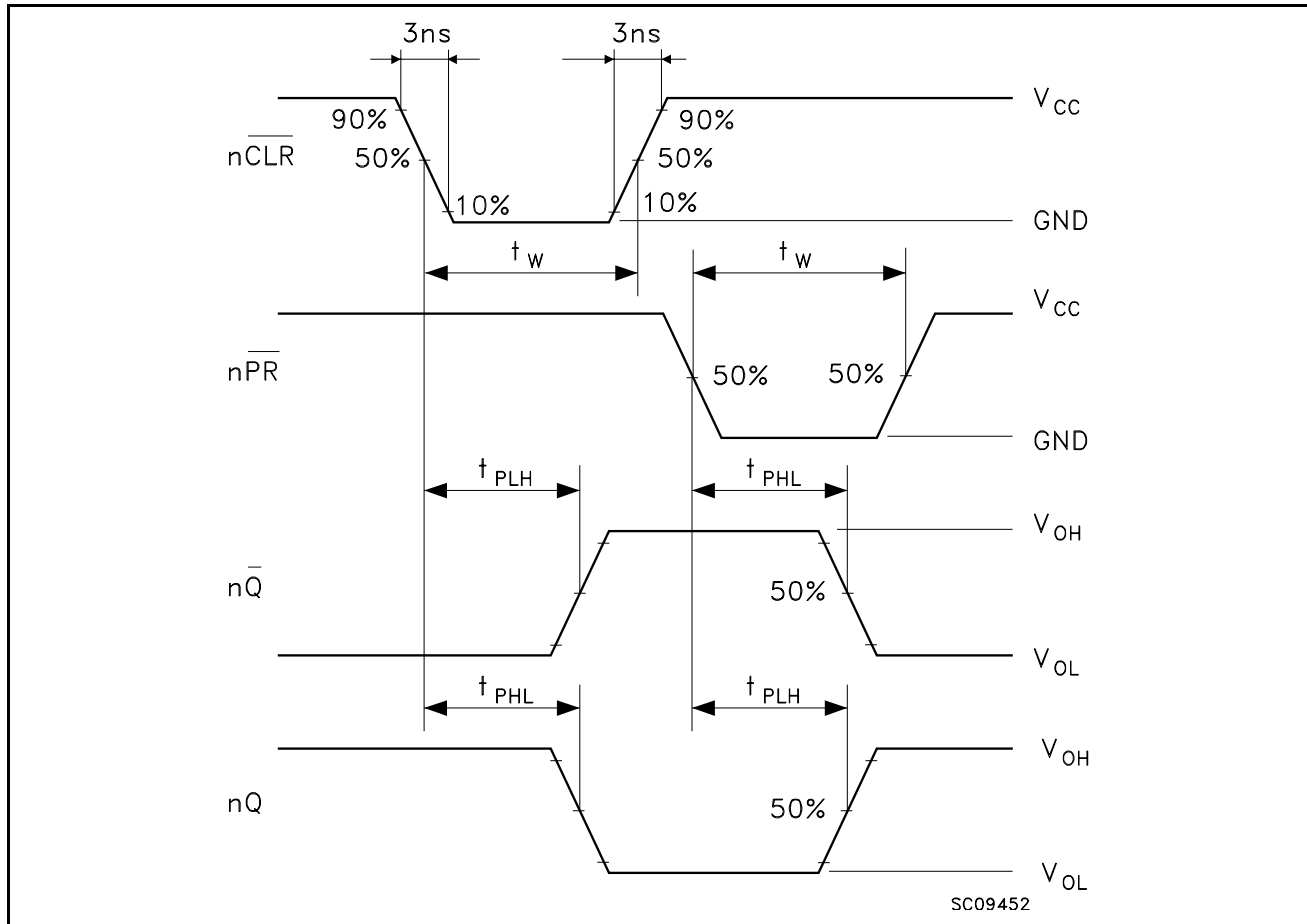 3ns 3ns
V CC
90% 90%
nCLR 50% 50%
10% 10%
GND
t W t W
V CC
nPR 50% 50%
GND
t PLH t PHL
V OH
nQ 50%
V OL
t PHL t PLH
V OH
nQ 50%
V OL
SC09452